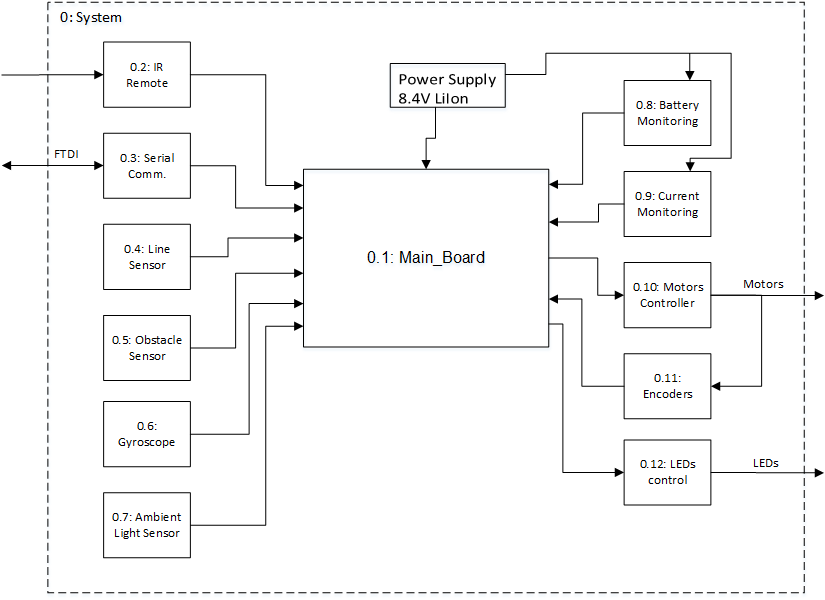 0: System
0.2: IR
Remote
Power Supply
8.4V LiIon
0.8: Battery
Monitoring
FTDI
0.3: Serial
Comm.
0.9: Current
Monitoring
0.4: Line
Sensor
0.1: Main_Board
0.10: Motors
Controller
Motors
0.5: Obstacle
Sensor
0.11:
Encoders
0.6:
Gyroscope
0.12: LEDs
control
LEDs
0.7: Ambient
Light Sensor